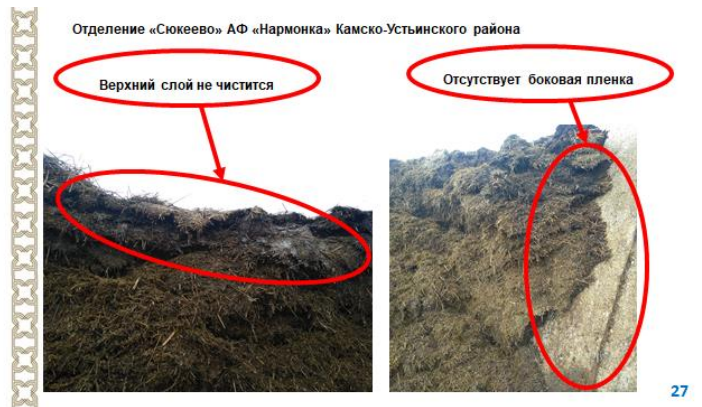 Отделение «Сюкеево» АФ «Нармонка» Камско-Устьинского района
Верхний слой не чистится
Отсутствует боковая пленка
27